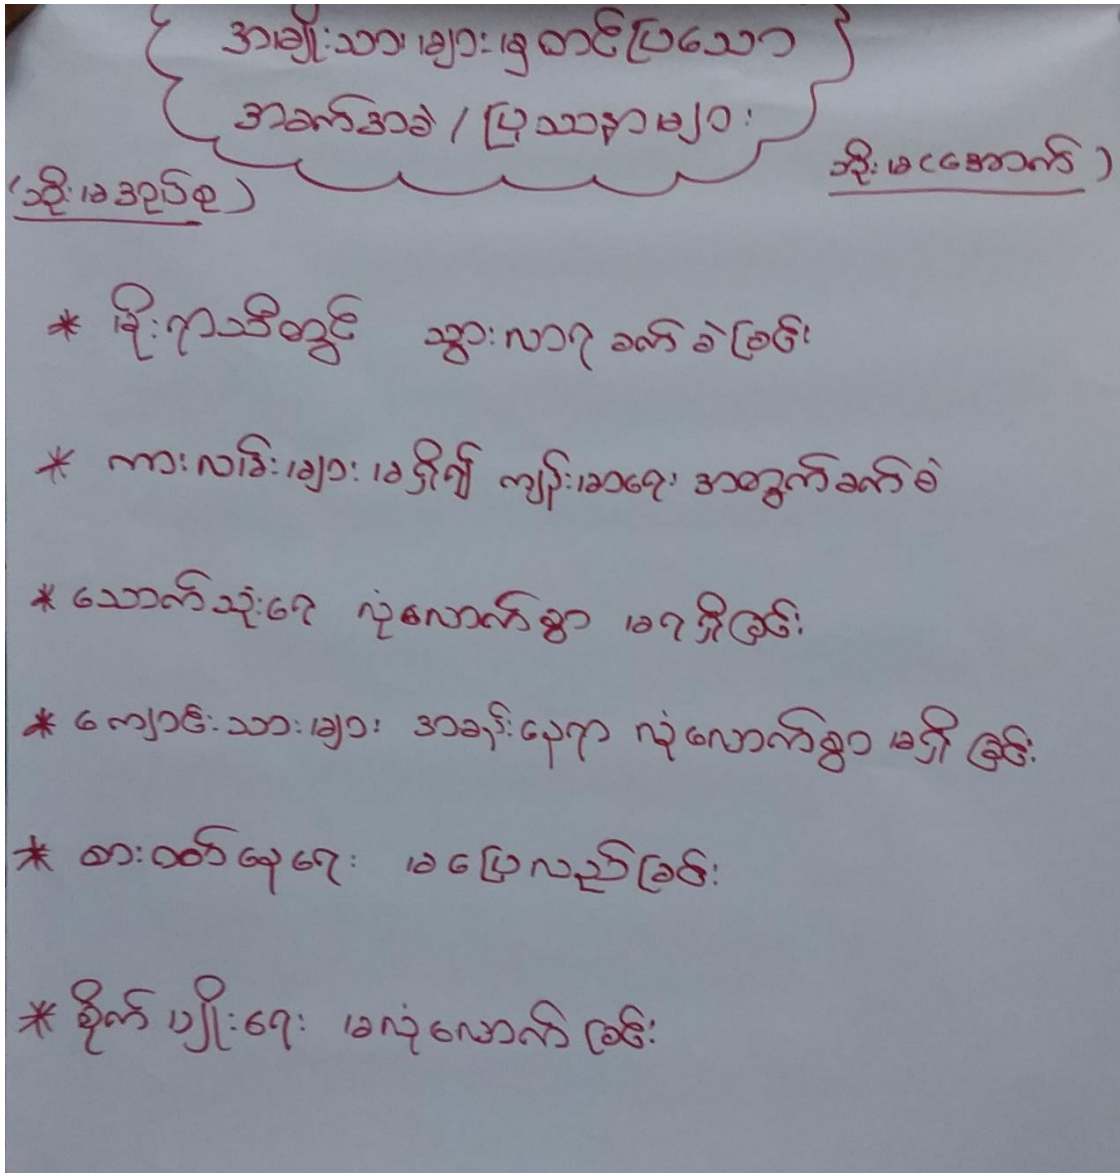 အမျိုးသားများမှ တင်ပြသော
အခက်အခဲ / ပြဿနာများ
(သိုးမအုပ်စု)
သိုးမ (အောက်)
* မိုးရာသီတွင် သွားလာရ ခက်ခဲခြင်း
* ကားလမ်းများ မရှိ၍ ကျန်းမာရေး အတွက်ခက်ခဲ
* သောက်သုံးရေ လုံလောက်စွာ မရရှိခြင်း
* ကျောင်းသားများ အခန်းနေရာ လုံလောက်စွာ မရှိခြင်း
* စားဝတ်နေရေး မပြေလည်ခြင်း
* စိုက်ပျိုးရေး မလုံလောက်ခြင်း